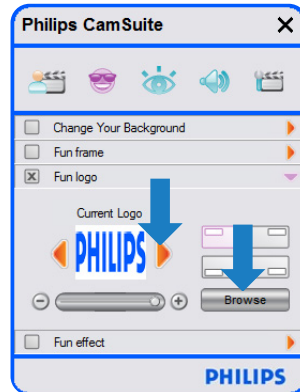 Philips CamSuite
Change Your Background
Fun frame
Fun logo
Current Logo
PHILIPS
Browse
Fun effect
PHILIPS